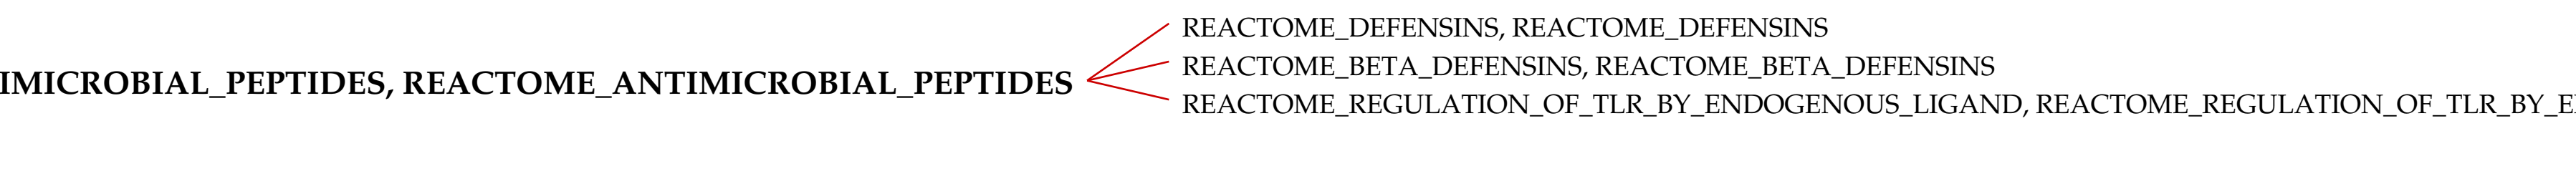 REACTOME_DEFENSINS, REACTOME_DEFENSINS
REACTOME_BETA_DEFENSINS, REACTOME_BETA_DEFENSINS
IMICROBIAL_PEPTIDES, REACTOME_ANTIMICROBIAL_PEPTIDES
REACTOME_REGULATION_OF_TLR_BY_ENDOGENOUS_LIGAND, REACTOME_REGULATION_OF_TLR_BY_E